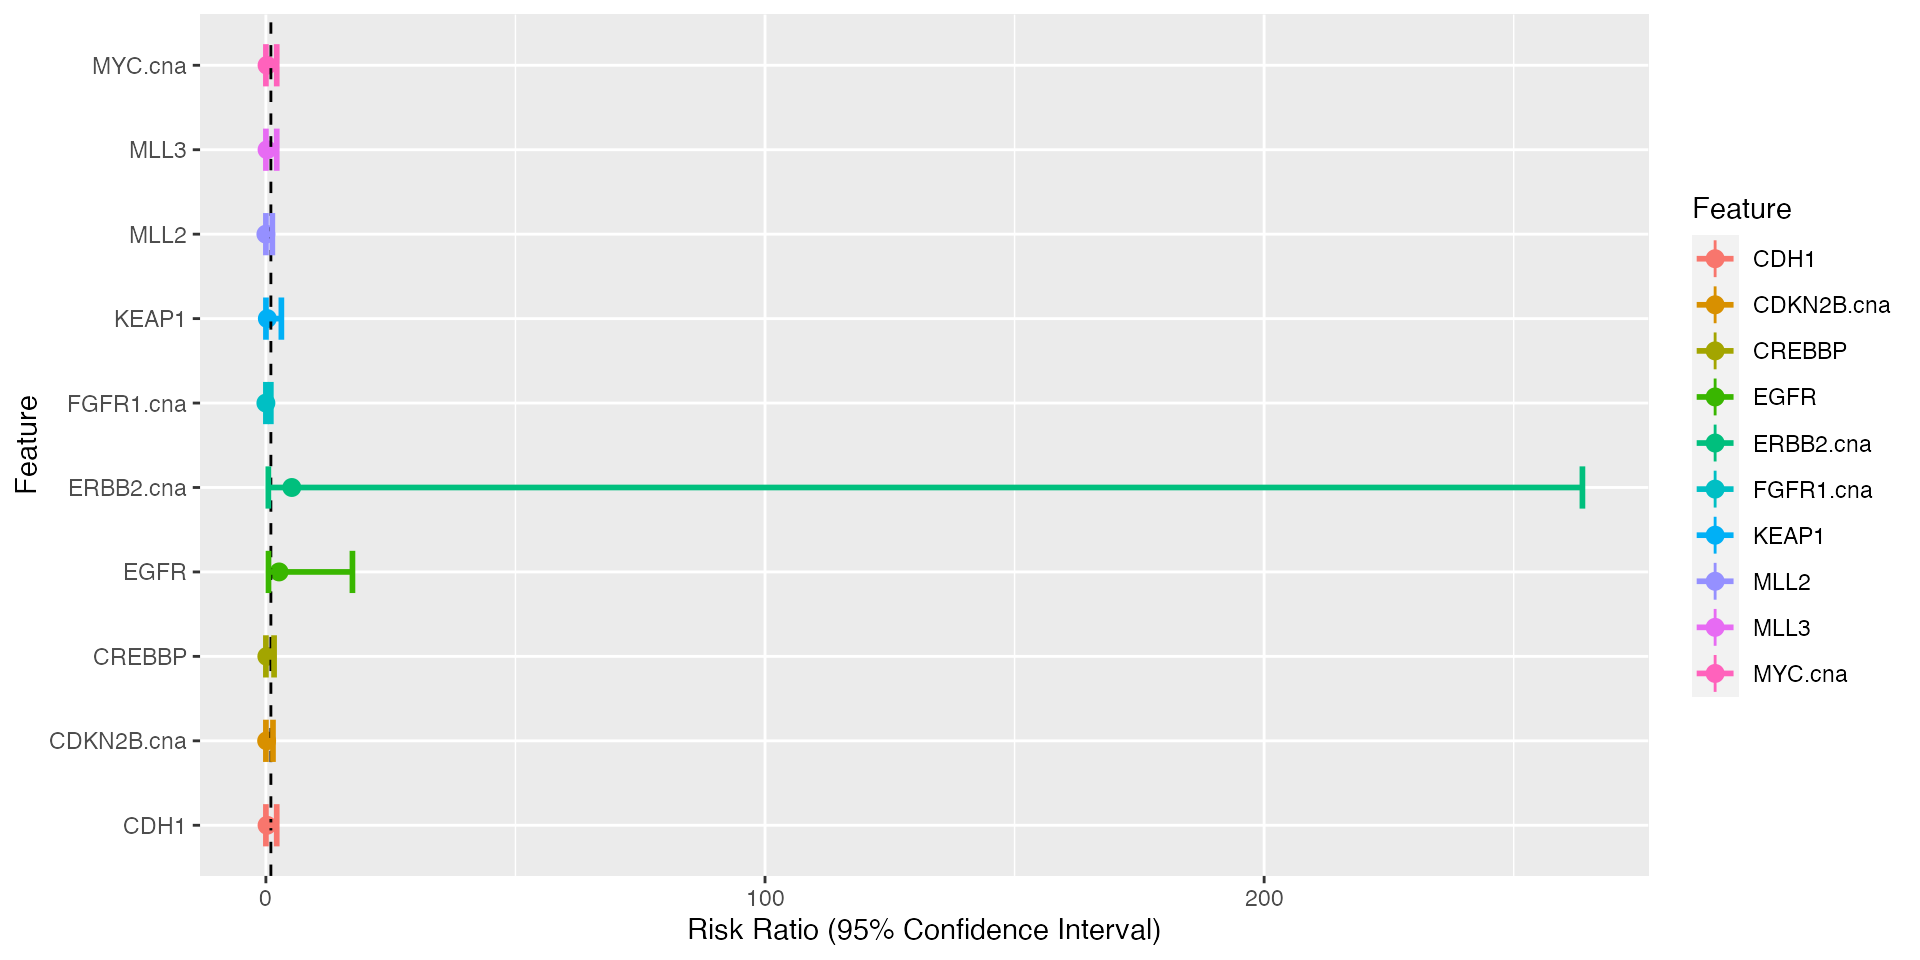 MYC.cna
MLL3
MLL2
KEAP1
FGFR1.cna
ERBB2.cna
EGFR
CREBBP
CDKN2B.cna
CDH1
Feature
0 100 200
Risk Ratio (95% Confidence Interval)
Feature
CDH1
CDKN2B.cna
CREBBP
EGFR
ERBB2.cna
FGFR1.cna
KEAP1
MLL2
MLL3
MYC.cna